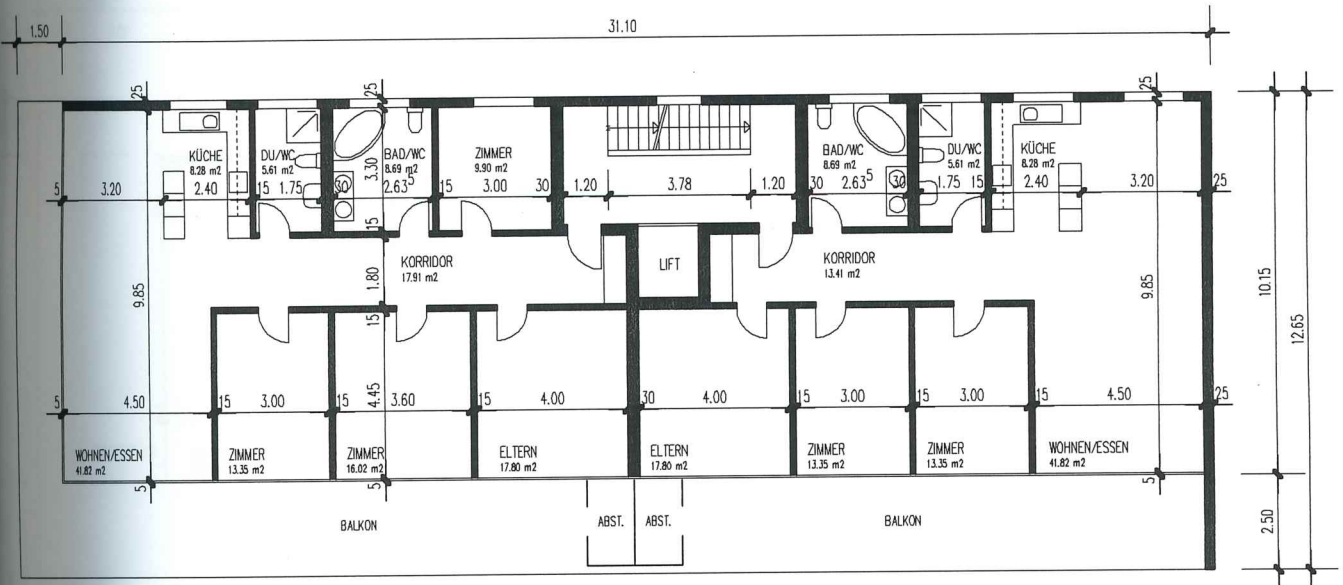 1.50
31.10
25
25
25
KÜCHE
8.28 m2
2.40
DU/WC
5.61 m2
15 1.75 30
BAD/WC
8.69 m2
2.63⁵
3.30
ZIMMER
9.90 m2
15 3.00 30
1.20 3.78 1.20
BAD/WC
8.69 m2
30 2.63⁵ 30
DU/WC
5.61 m2
1.75 15
KÜCHE
8.28 m2
2.40
3.20
25
5
3.20
15
KORRIDOR
17.91 m2
LIFT
KORRIDOR
13.41 m2
1.80
9.85
9.85
10.15
12.65
15
5
4.50
15 3.00
15 3.60
4.45
15 4.00
30 4.00
15 3.00
15 3.00
15 4.50
25
WOHNEN/ESSEN
41.82 m2
ZIMMER
13.35 m2
ZIMMER
16.02 m2
ELTERN
17.80 m2
ELTERN
17.80 m2
ZIMMER
13.35 m2
ZIMMER
13.35 m2
WOHNEN/ESSEN
41.82 m2
5
5
5
BALKON
ABST.
ABST.
BALKON
2.50